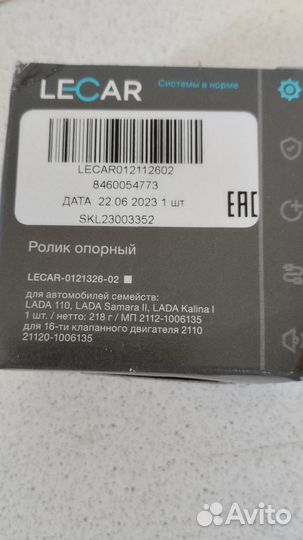 LECAR
Системы в норме
LECAR012112602
8460054773
ДАТА 22 06 2023 1 шт
SKL23003352
EAC
Ролик опорный
LECAR-0121326-02
для автомобилей семейств:
LADA 110, LADA Samara II, LADA Kalina I
1 шт. / нетто: 218 г / МП 2112-1006135
для 16-ти клапанного двигателя 2110
21120-1006135
Avito